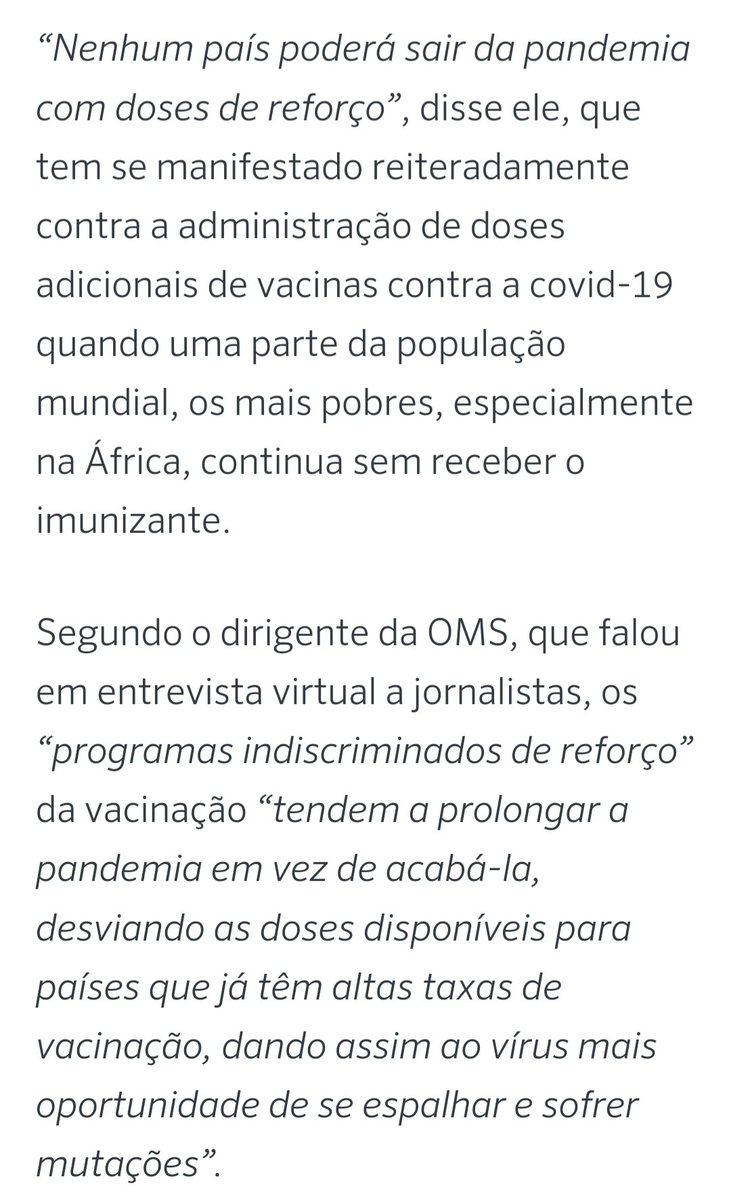 “Nenhum país poderá sair da pandemia
com doses de reforço”, disse ele, que
tem se manifestado reiteradamente
contra a administração de doses
adicionais de vacinas contra a covid-19
quando uma parte da população
mundial, os mais pobres, especialmente
na África, continua sem receber o
imunizante.
Segundo o dirigente da OMS, que falou
em entrevista virtual a jornalistas, os
“programas indiscriminados de reforço”
da vacinação “tendem a prolongar a
pandemia em vez de acabá-la,
desviando as doses disponíveis para
países que já têm altas taxas de
vacinação, dando assim ao vírus mais
oportunidade de se espalhar e sofrer
mutações”.